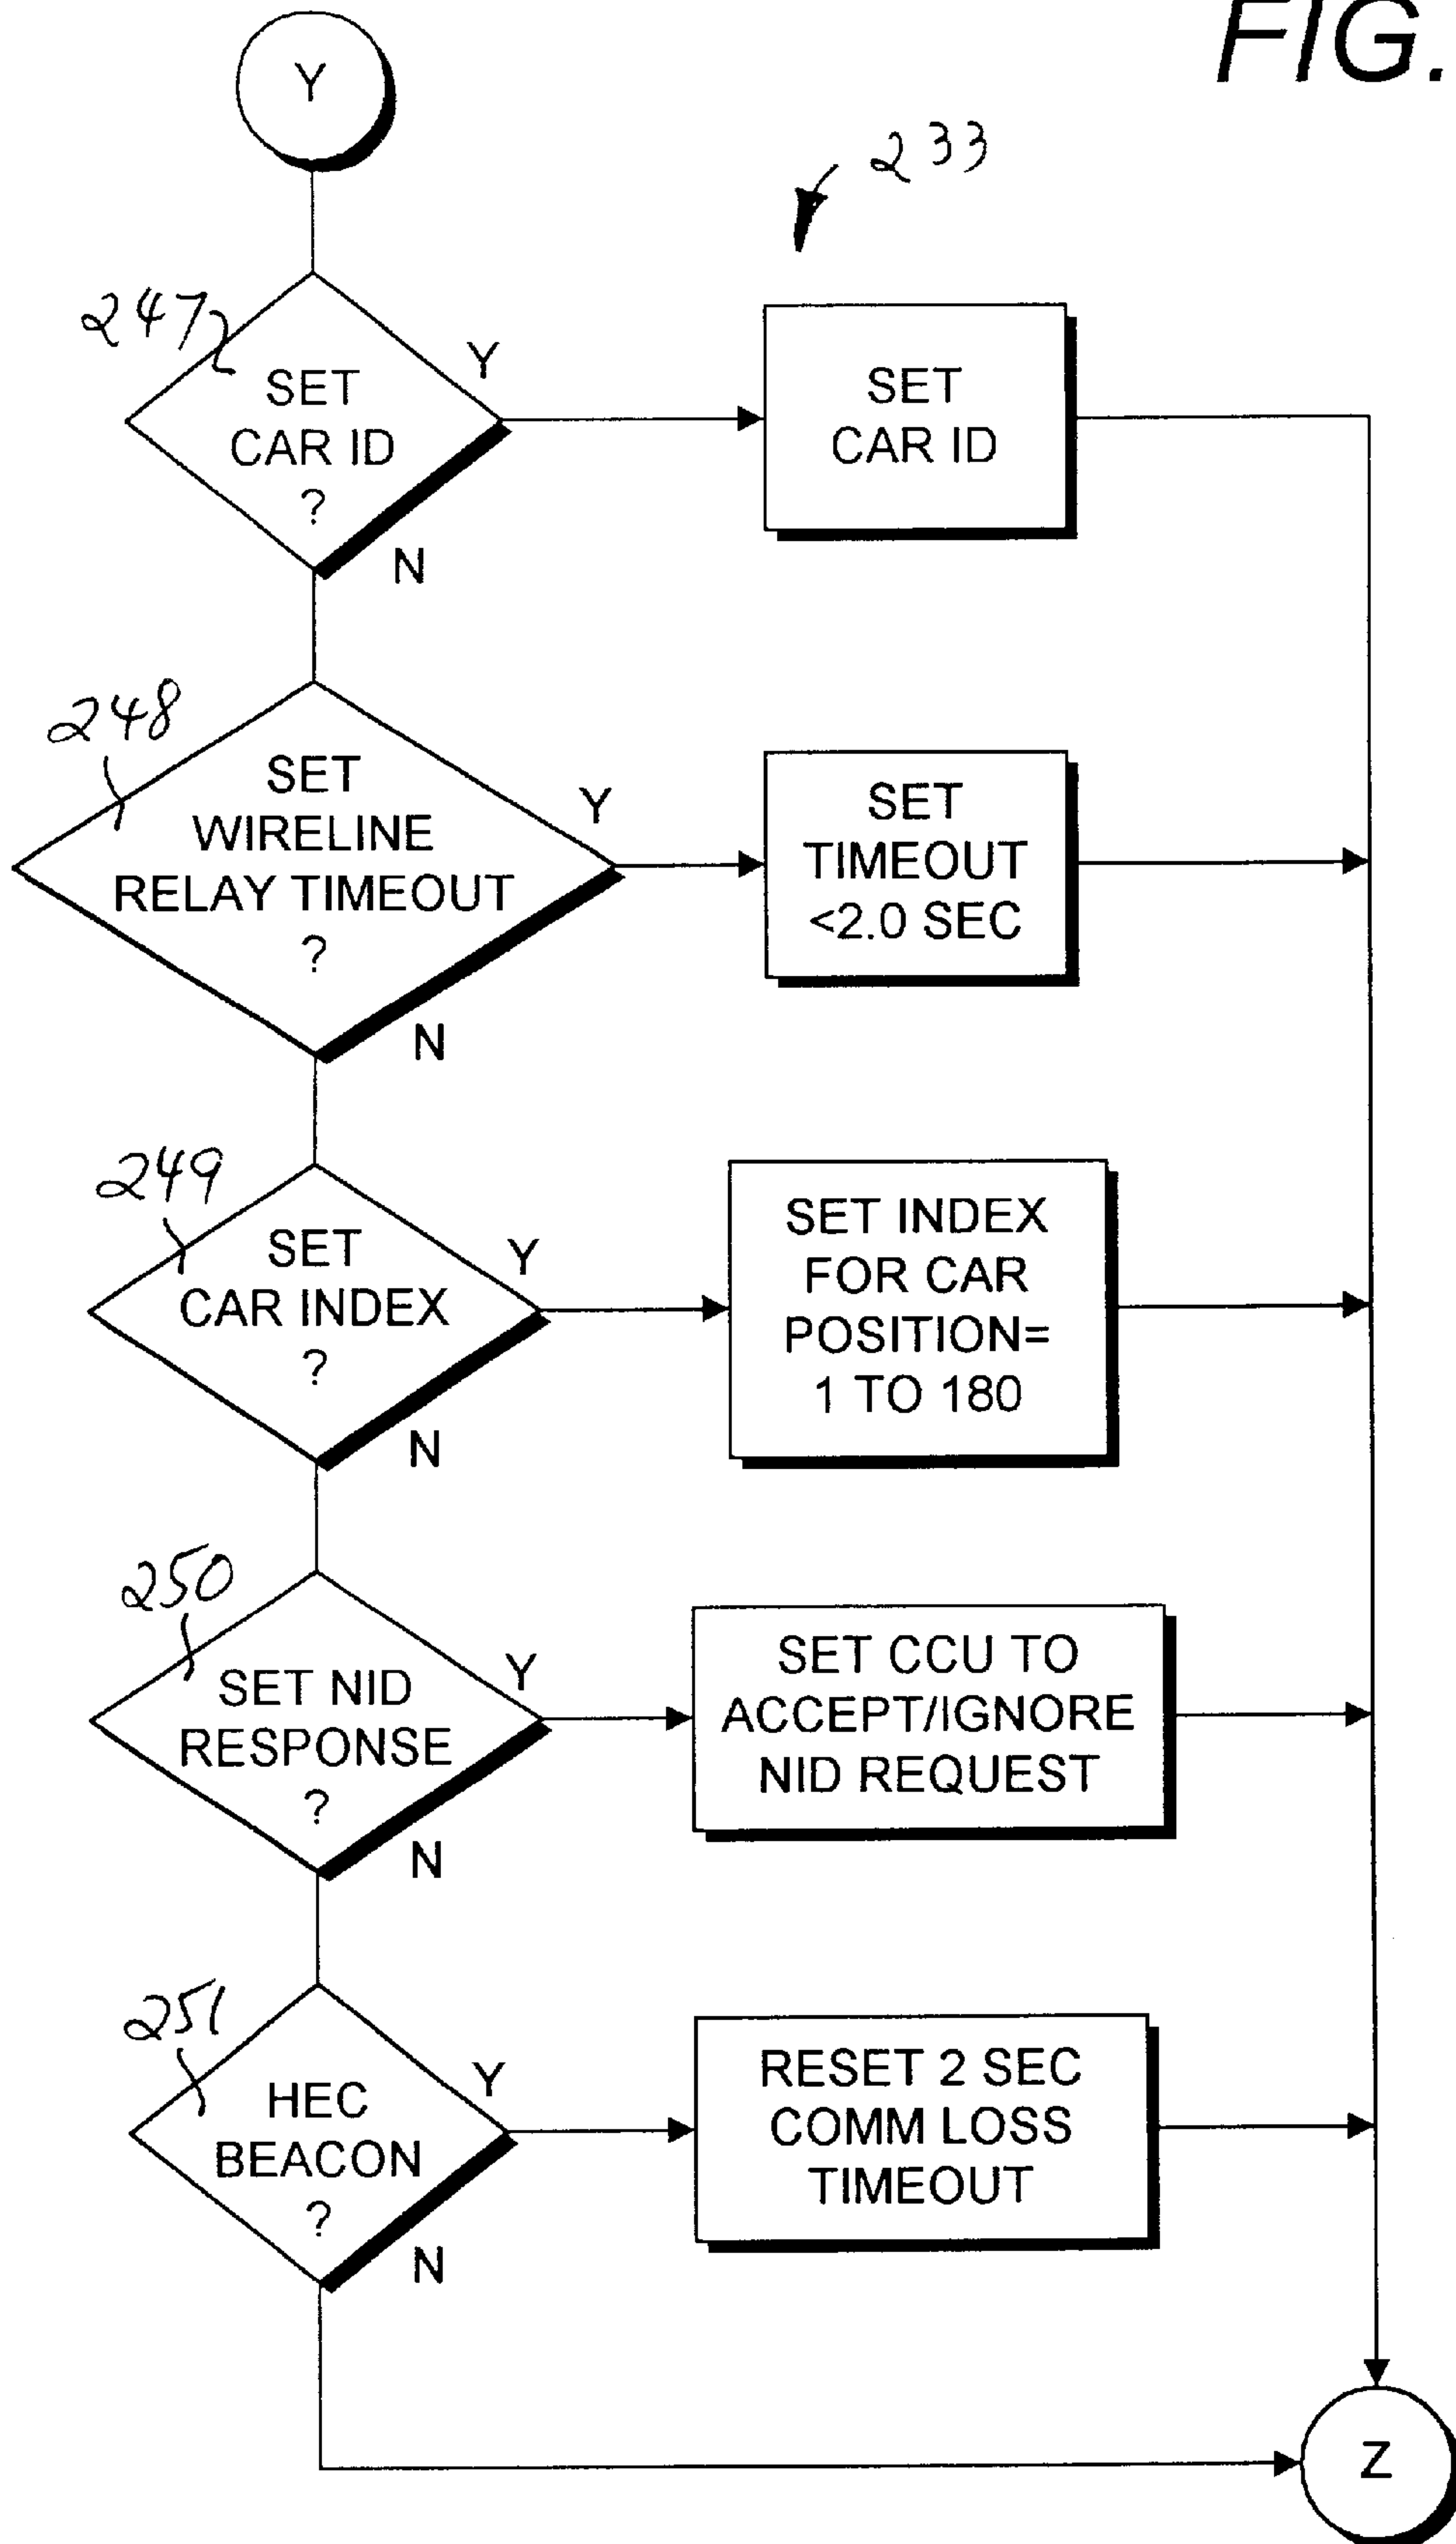 FIG.
Y
233
247
SET
CAR ID
?
Y
N
SET
CAR ID
248
SET
WIRELINE
RELAY TIMEOUT
?
Y
N
SET
TIMEOUT
<2.0 SEC
249
SET
CAR INDEX
?
Y
N
SET INDEX
FOR CAR
POSITION=
1 TO 180
250
SET NID
RESPONSE
?
Y
N
SET CCU TO
ACCEPT/IGNORE
NID REQUEST
251
HEC
BEACON
?
Y
N
RESET 2 SEC
COMM LOSS
TIMEOUT
Z